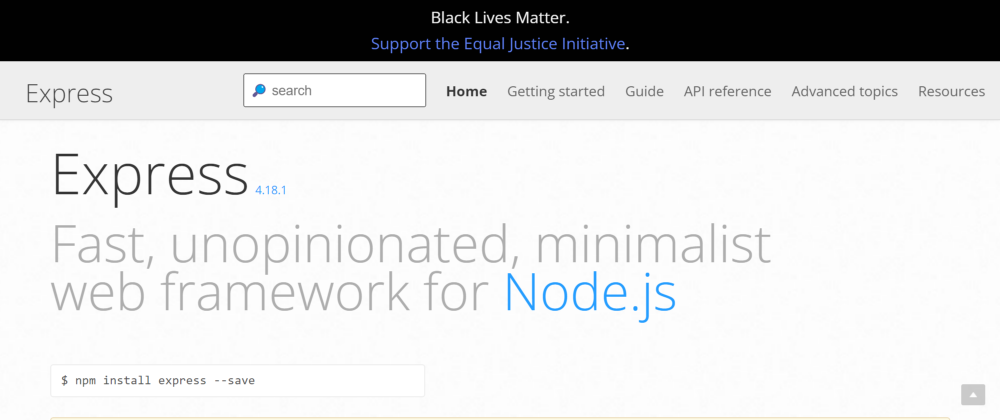 Black Lives Matter.
Support the Equal Justice Initiative.
Express
search
Home Getting started Guide API reference Advanced topics Resources
Express 4.18.1
Fast, unopinionated, minimalist
web framework for Node.js
$ npm install express --save